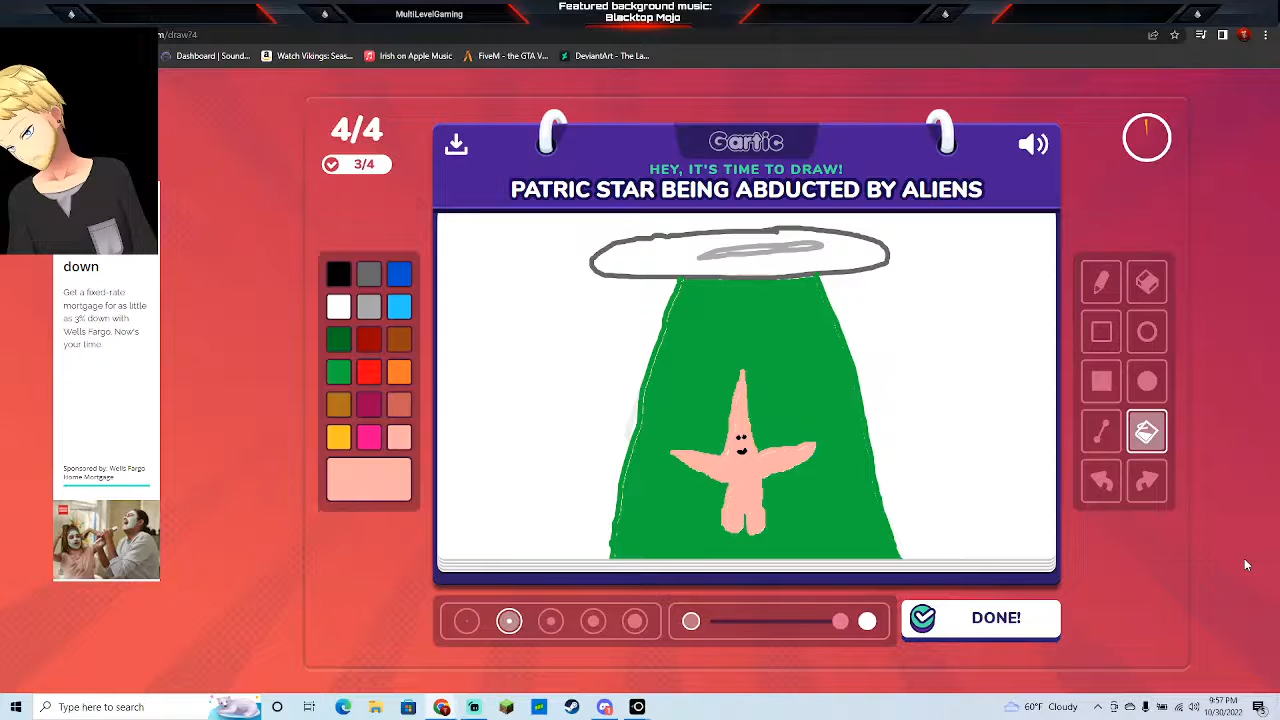 MultiLevelGaming
Featured background music:
Blacktop Mojo
m/draw?4
Dashboard | Sound...
Watch Vikings: Seas...
Irish on Apple Music
FiveM - the GTA V...
DeviantArt - The La...
4/4
3/4
Gartic
HEY, IT'S TIME TO DRAW!
PATRIC STAR BEING ABDUCTED BY ALIENS
down
Get a fixed-rate
mortgage for as little
as 3% down with
Wells Fargo. Now's
your time.
Sponsored by: Wells Fargo
Home Mortgage
DONE!
Type here to search
60°F Cloudy
9:57 PM
10/30/2022